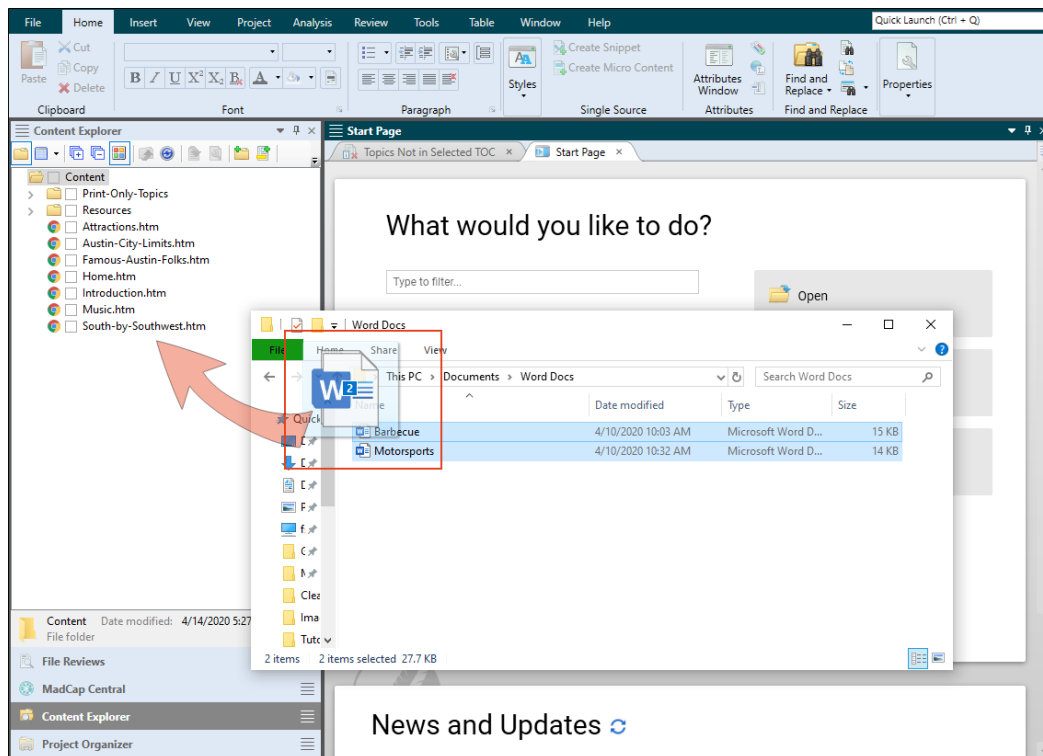 File Home Insert View Project Analysis Review Tools Table Window Help Quick Launch (Ctrl + Q)
Paste
Cut
Copy
Delete
B I U X² X₂ B A
Styles
Create Snippet
Create Micro Content
Attributes Window
Find and Replace
Properties
Clipboard Font Paragraph Single Source Attributes Find and Replace
Content Explorer
Start Page
Topics Not in Selected TOC
Start Page
Content
Print-Only-Topics
Resources
Attractions.htm
Austin-City-Limits.htm
Famous-Austin-Folks.htm
Home.htm
Introduction.htm
Music.htm
South-by-Southwest.htm
What would you like to do?
Type to filter...
Open
Word Docs
File Home Share View
This PC > Documents > Word Docs
Search Word Docs
W 2
Name Date modified Type Size
Barbecue 4/10/2020 10:03 AM Microsoft Word D... 15 KB
Motorsports 4/10/2020 10:32 AM Microsoft Word D... 14 KB
Quick
Clea
Ima
Tuto
2 items 2 items selected 27.7 KB
Content Date modified: 4/14/2020 5:27
File folder
File Reviews
MadCap Central
Content Explorer
Project Organizer
News and Updates